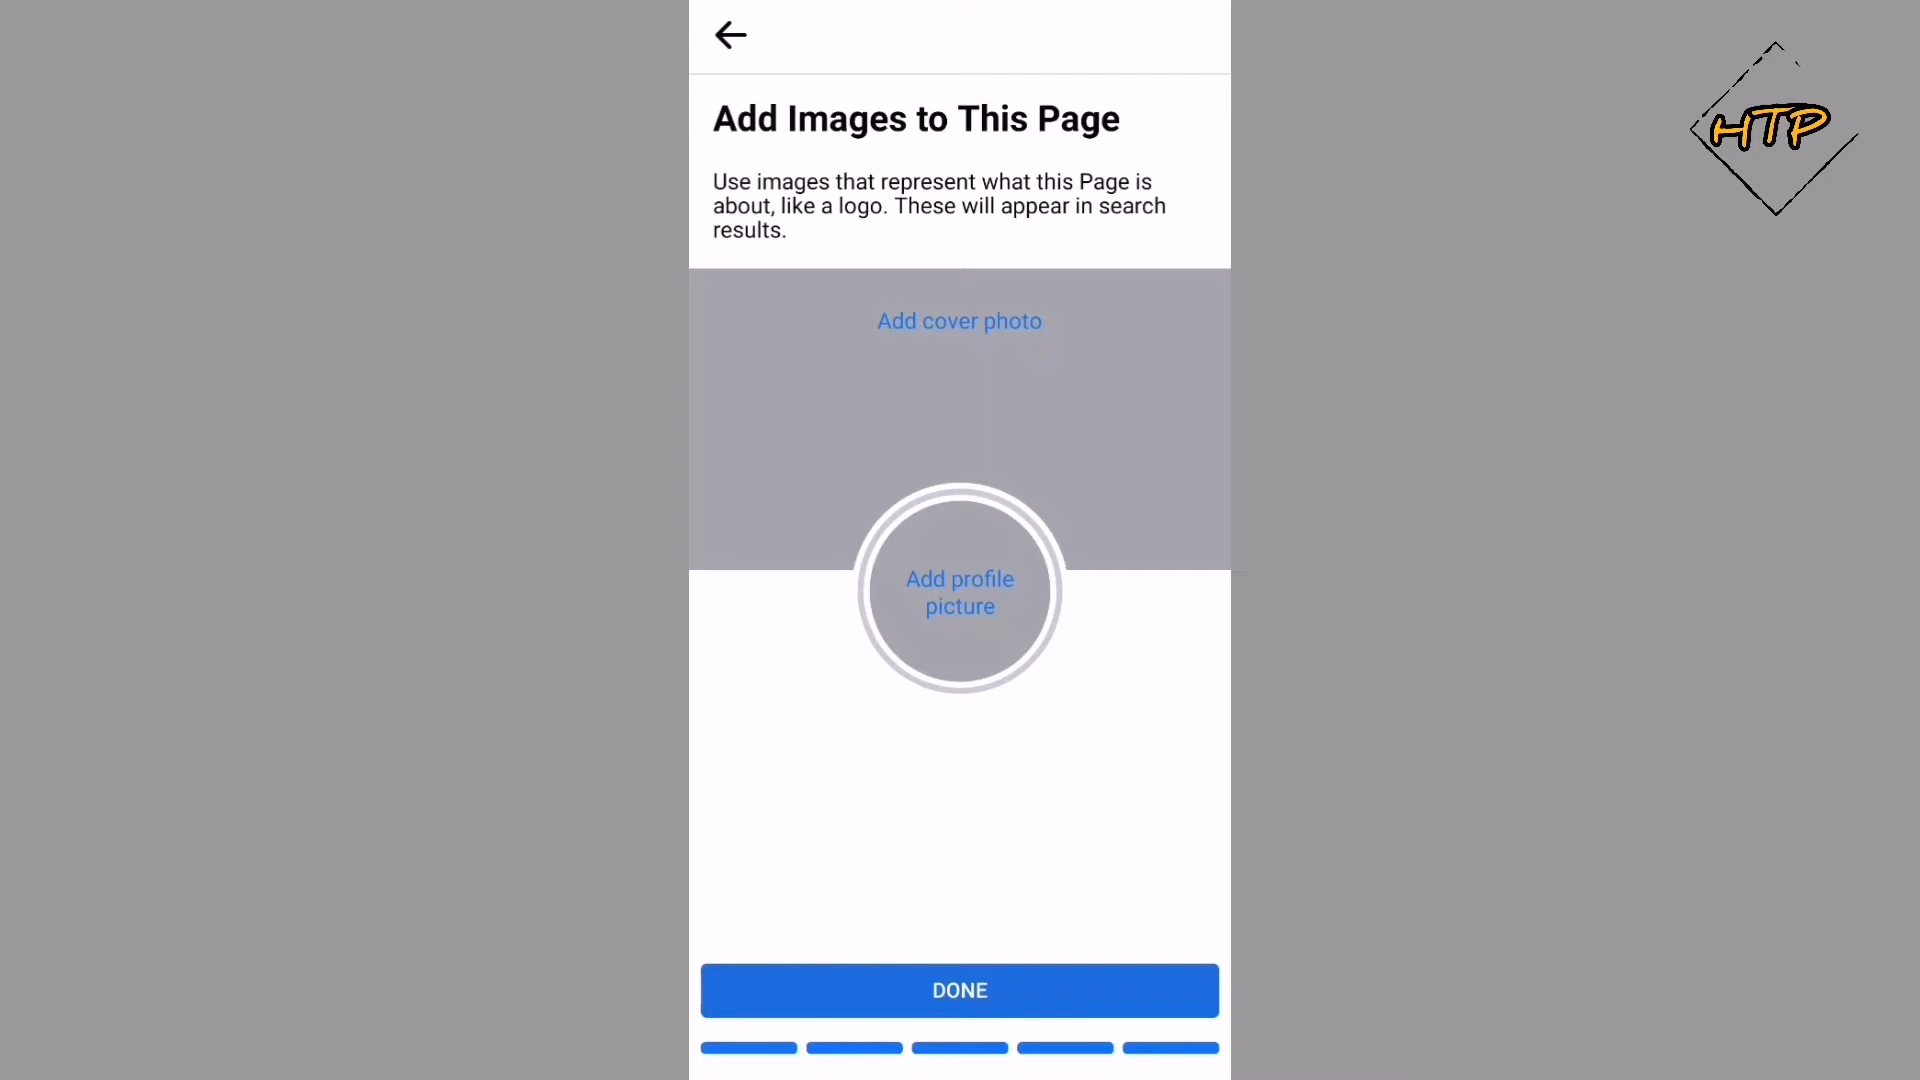 HTP
Add Images to This Page
Use images that represent what this Page is
about, like a logo. These will appear in search
results.
Add cover photo
Add profile
picture
DONE